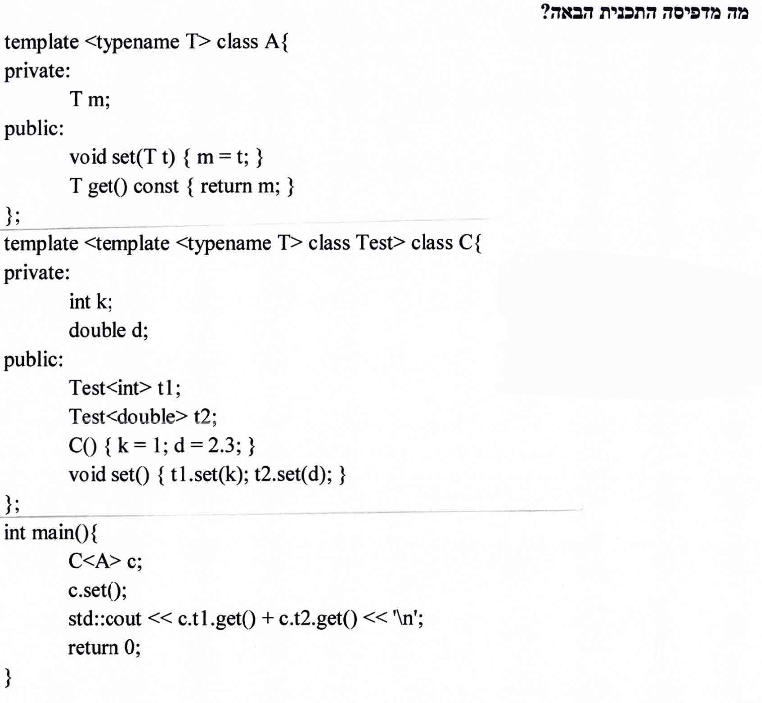 מה מדפיסה התכנית הבאה?
template <typename T> class A{
private:
T m;
public:
void set(T t) { m = t; }
T get() const { return m; }
};
template <template <typename T> class Test> class C{
private:
int k;
double d;
public:
Test<int> t1;
Test<double> t2;
C() { k = 1; d = 2.3; }
void set() { t1.set(k); t2.set(d); }
};
int main(){
C<A> c;
c.set();
std::cout << c.t1.get() + c.t2.get() << '\n';
return 0;
}